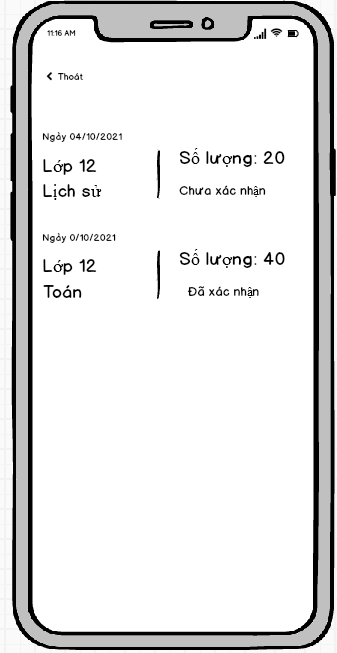 11:16 AM
Thoát
Ngày 04/10/2021
Lớp 12
Lịch sử
Số lượng: 20
Chưa xác nhận
Ngày 0/10/2021
Lớp 12
Toán
Số lượng: 40
Đã xác nhận